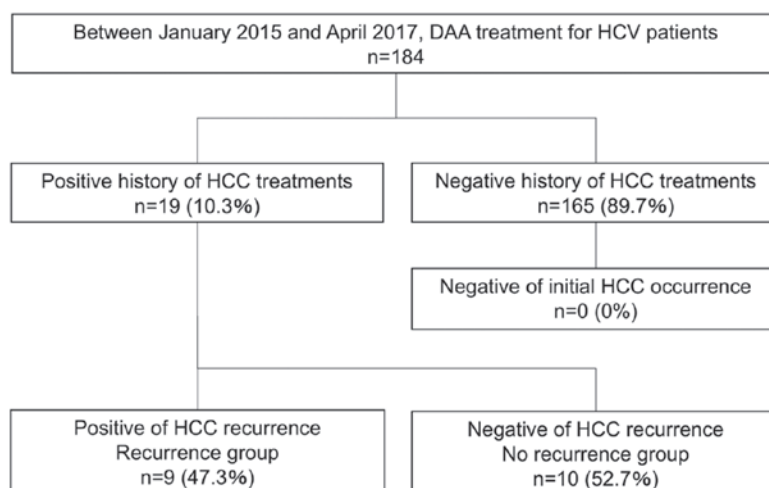 Between January 2015 and April 2017, DAA treatment for HCV patients
n=184
Positive history of HCC treatments
n=19 (10.3%)
Negative history of HCC treatments
n=165 (89.7%)
Negative of initial HCC occurrence
n=0 (0%)
Positive of HCC recurrence
Recurrence group
n=9 (47.3%)
Negative of HCC recurrence
No recurrence group
n=10 (52.7%)